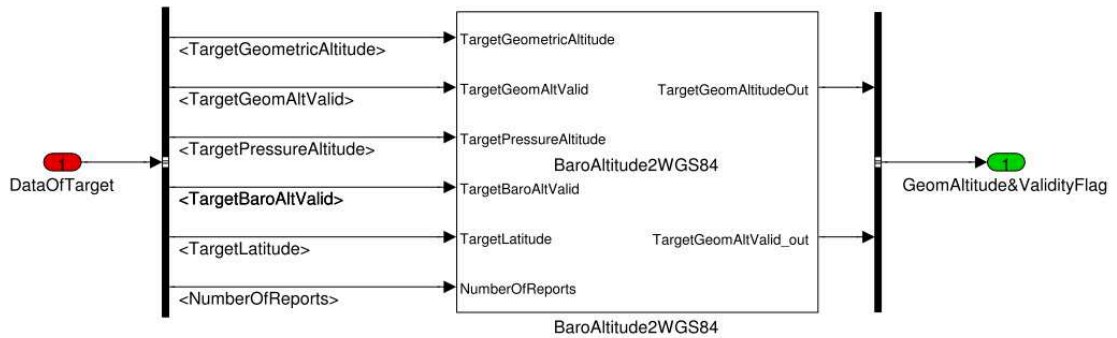 <TargetGeometricAltitude>
TargetGeometricAltitude
<TargetGeomAltValid>
TargetGeomAltValid
TargetGeomAltitudeOut
<TargetPressureAltitude>
TargetPressureAltitude
BaroAltitude2WGS84
1
DataOfTarget
1
GeomAltitude&ValidityFlag
<TargetBaroAltValid>
TargetBaroAltValid
<TargetLatitude>
TargetLatitude
TargetGeomAltValid_out
<NumberOfReports>
NumberOfReports
BaroAltitude2WGS84